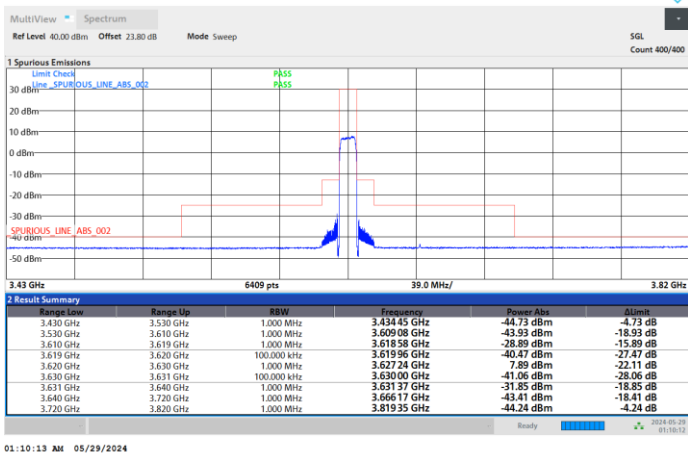 MultiView Spectrum
Ref Level 40.00 dBm Offset 23.80 dB Mode Sweep SGL
Count 400/400
1 Spurious Emissions
Limit Check PASS
Line _SPURIOUS_LINE_ABS_002 PASS
30 dBm
20 dBm
10 dBm
0 dBm
-10 dBm
-20 dBm
-30 dBm
_SPURIOUS_LINE_ABS_002
-40 dBm
-50 dBm
3.43 GHz 6409 pts 39.0 MHz/ 3.82 GHz
2 Result Summary
Range Low Range Up RBW Frequency Power Abs ΔLimit
3.430 GHz 3.530 GHz 1.000 MHz 3.434 45 GHz -44.73 dBm -4.73 dB
3.530 GHz 3.610 GHz 1.000 MHz 3.609 08 GHz -43.93 dBm -18.93 dB
3.610 GHz 3.619 GHz 1.000 MHz 3.618 58 GHz -28.89 dBm -15.89 dB
3.619 GHz 3.620 GHz 100.000 kHz 3.619 96 GHz -40.47 dBm -27.47 dB
3.620 GHz 3.630 GHz 1.000 MHz 3.627 24 GHz 7.89 dBm -22.11 dB
3.630 GHz 3.631 GHz 100.000 kHz 3.630 00 GHz -41.06 dBm -28.06 dB
3.631 GHz 3.640 GHz 1.000 MHz 3.631 37 GHz -31.85 dBm -18.85 dB
3.640 GHz 3.720 GHz 1.000 MHz 3.666 17 GHz -43.41 dBm -18.41 dB
3.720 GHz 3.820 GHz 1.000 MHz 3.819 35 GHz -44.24 dBm -4.24 dB
Ready 2024-05-29
01:10:12
01:10:13 AM 05/29/2024